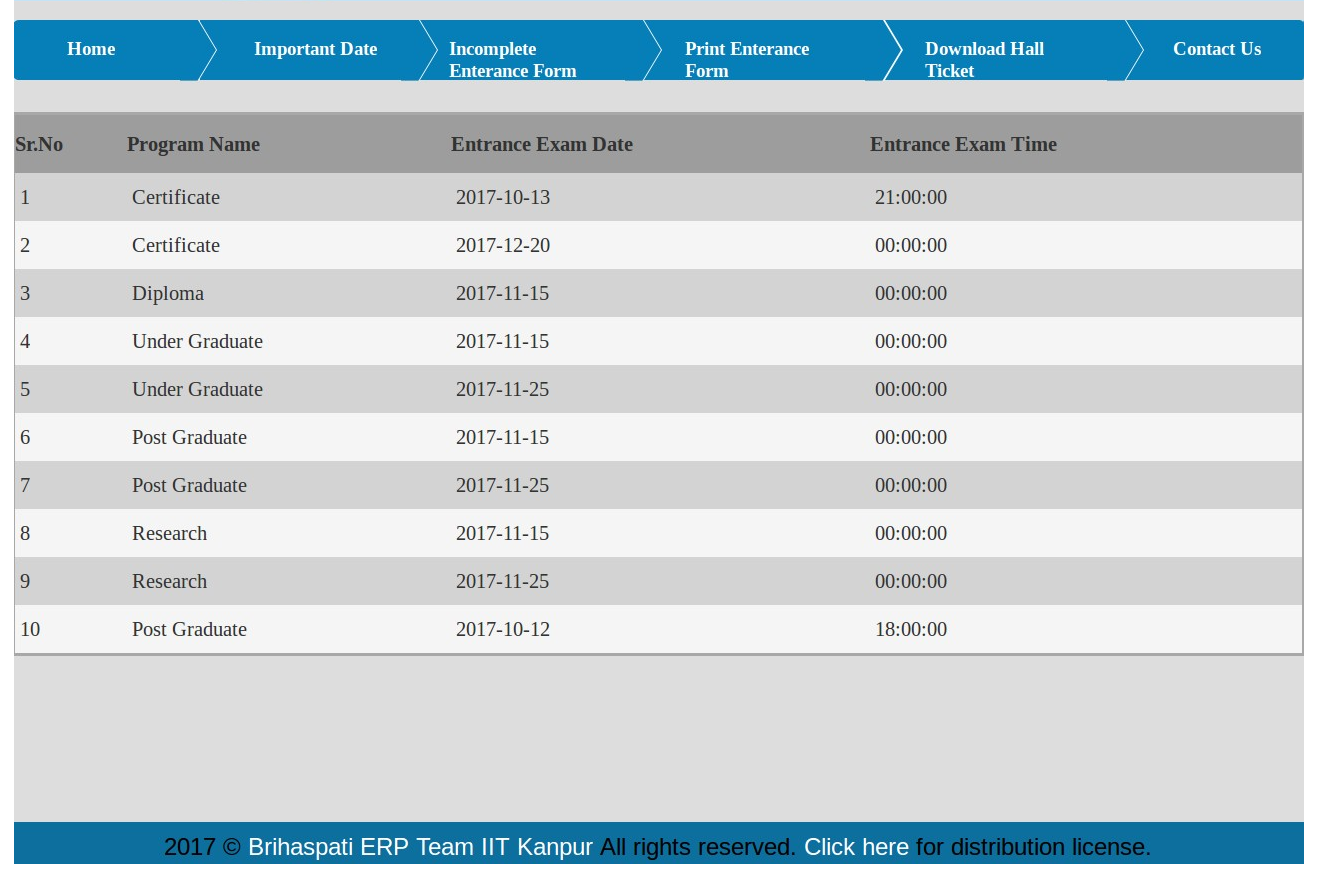 Home Important Date Incomplete Enterance Form Print Enterance Form Download Hall Ticket Contact Us
Sr.No Program Name Entrance Exam Date Entrance Exam Time
1 Certificate 2017-10-13 21:00:00
2 Certificate 2017-12-20 00:00:00
3 Diploma 2017-11-15 00:00:00
4 Under Graduate 2017-11-15 00:00:00
5 Under Graduate 2017-11-25 00:00:00
6 Post Graduate 2017-11-15 00:00:00
7 Post Graduate 2017-11-25 00:00:00
8 Research 2017-11-15 00:00:00
9 Research 2017-11-25 00:00:00
10 Post Graduate 2017-10-12 18:00:00
2017 © Brihaspati ERP Team IIT Kanpur All rights reserved. Click here for distribution license.